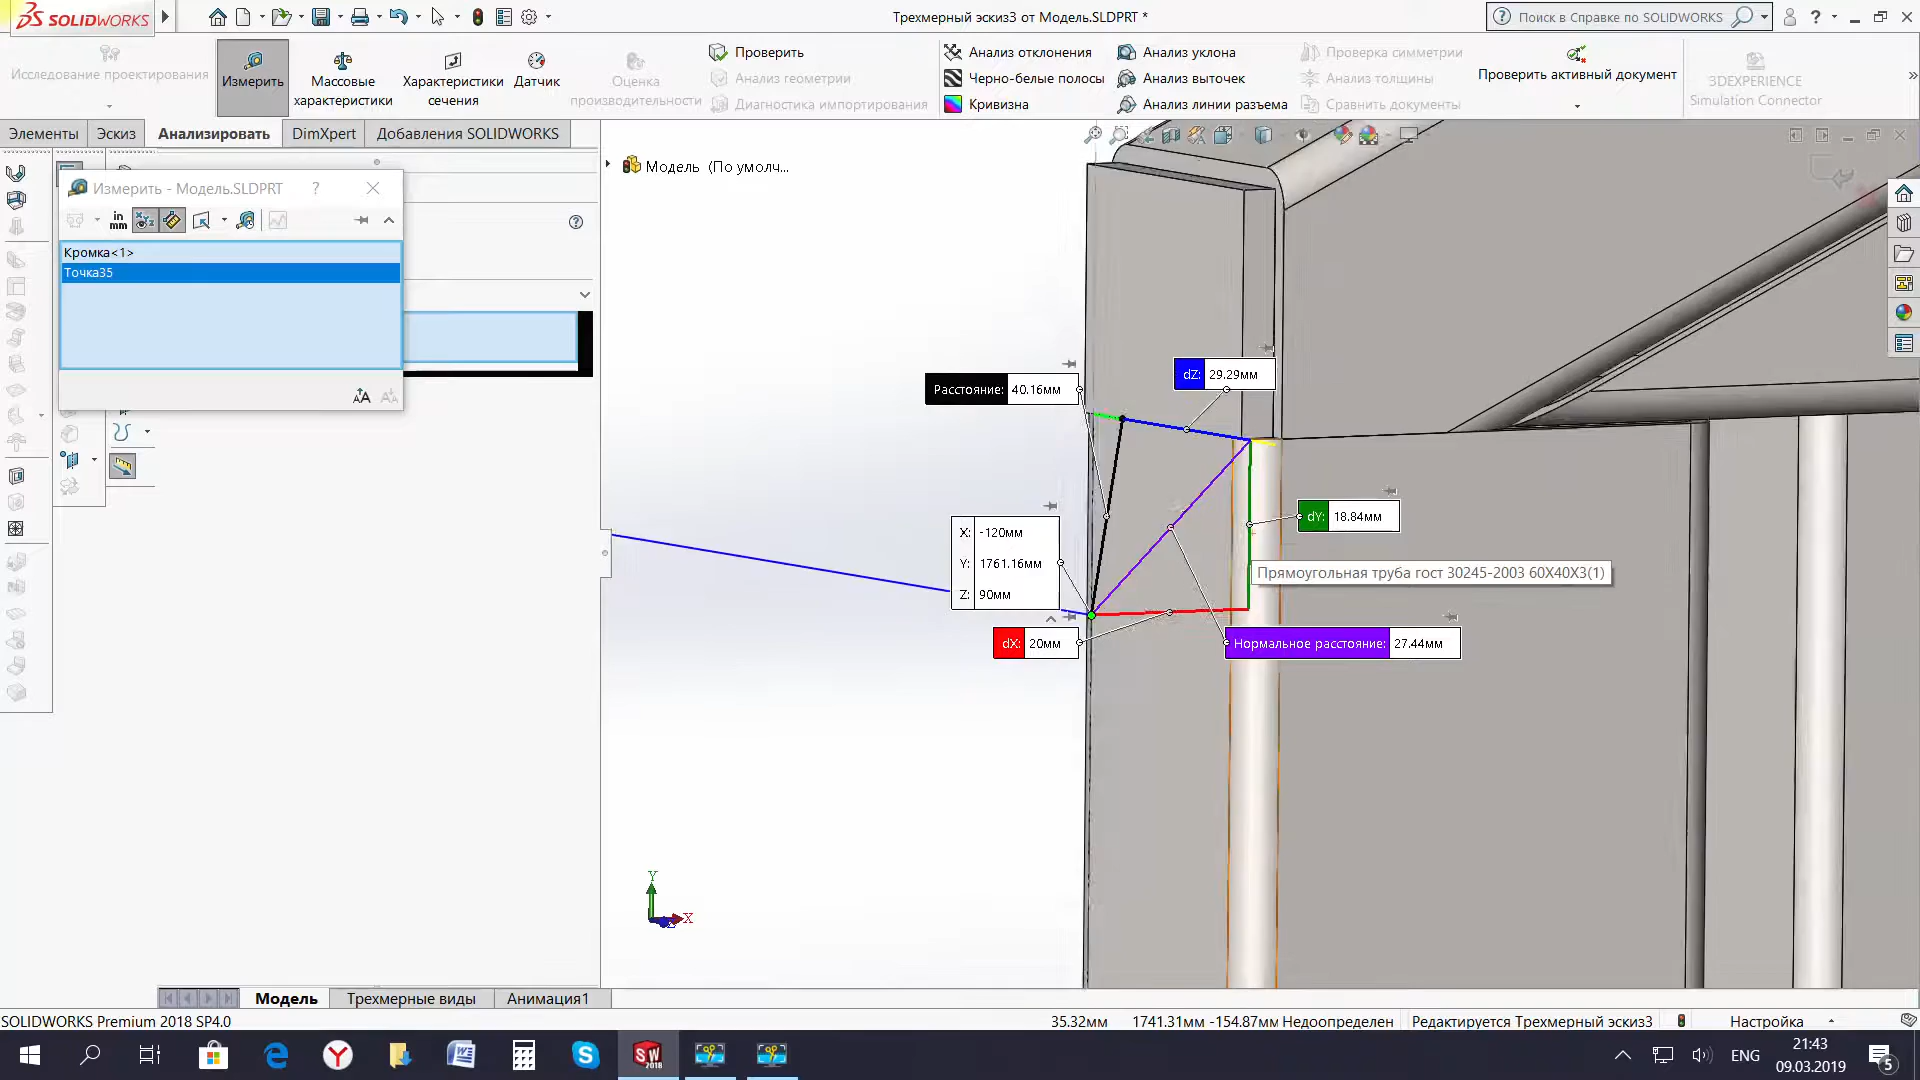 SOLIDWORKS
Трехмерный эскиз3 от Модель.SLDPRT *
Поиск в Справке по SOLIDWORKS
Исследование проектирования
Измерить
Массовые
характеристики
Характеристики
сечения
Датчик
Оценка
производительности
Проверить
Анализ геометрии
Диагностика импортирования
Анализ отклонения
Черно-белые полосы
Кривизна
Анализ уклона
Анализ выточек
Анализ линии разъема
Проверка симметрии
Анализ толщины
Сравнить документы
Проверить активный документ
3DEXPERIENCE
Simulation Connector
Элементы
Эскиз
Анализировать
DimXpert
Добавления SOLIDWORKS
Модель (По умолч...
Измерить - Модель.SLDPRT
?
in
mm
Кромка<1>
Точка35
Расстояние: 40.16мм
dZ: 29.29мм
X: -120мм
Y: 1761.16мм
Z: 90мм
dY: 18.84мм
Прямоугольная труба гост 30245-2003 60X40X3(1)
dX: 20мм
Нормальное расстояние: 27.44мм
Y
X
Z
Модель
Трехмерные виды
Анимация1
SOLIDWORKS Premium 2018 SP4.0
35.32мм
1741.31мм -154.87мм Недоопределен
Редактируется Трехмерный эскиз3
Настройка
SW
2018
ENG
21:43
09.03.2019
5